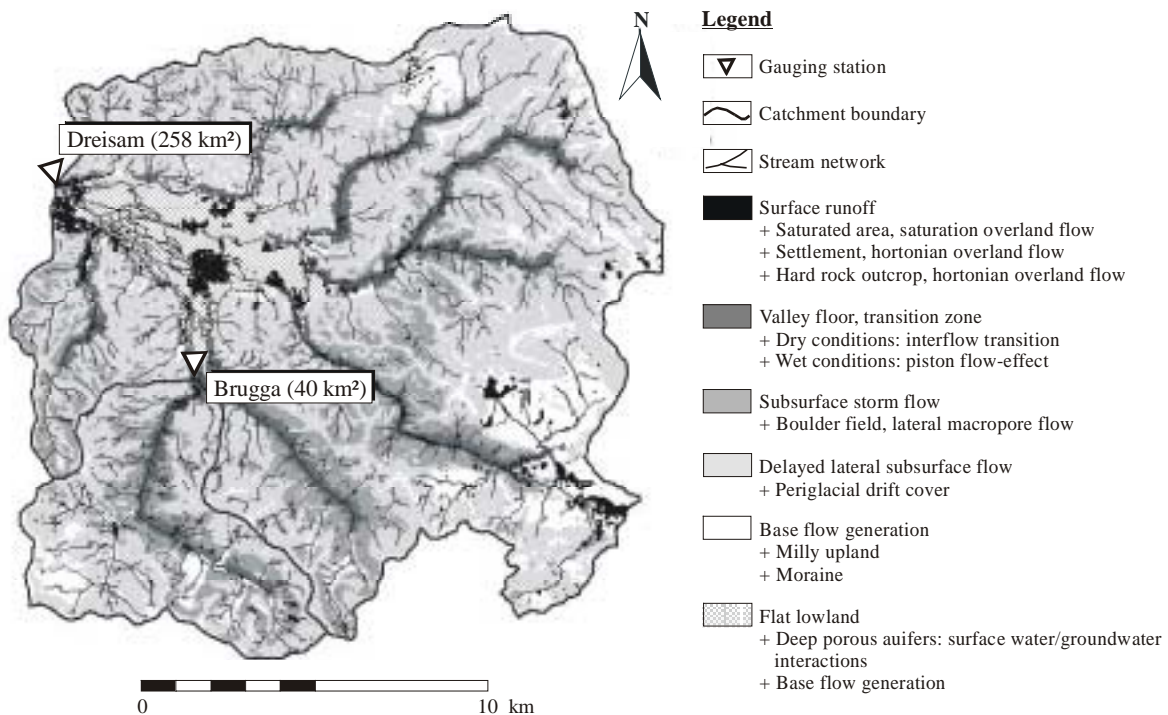 N
Dreisam (258 km²)
Brugga (40 km²)
0
10 km
Legend
Gauging station
Catchment boundary
Stream network
Surface runoff
+ Saturated area, saturation overland flow
+ Settlement, hortonian overland flow
+ Hard rock outcrop, hortonian overland flow
Valley floor, transition zone
+ Dry conditions: interflow transition
+ Wet conditions: piston flow-effect
Subsurface storm flow
+ Boulder field, lateral macropore flow
Delayed lateral subsurface flow
+ Periglacial drift cover
Base flow generation
+ Milly upland
+ Moraine
Flat lowland
+ Deep porous auifers: surface water/groundwater
interactions
+ Base flow generation